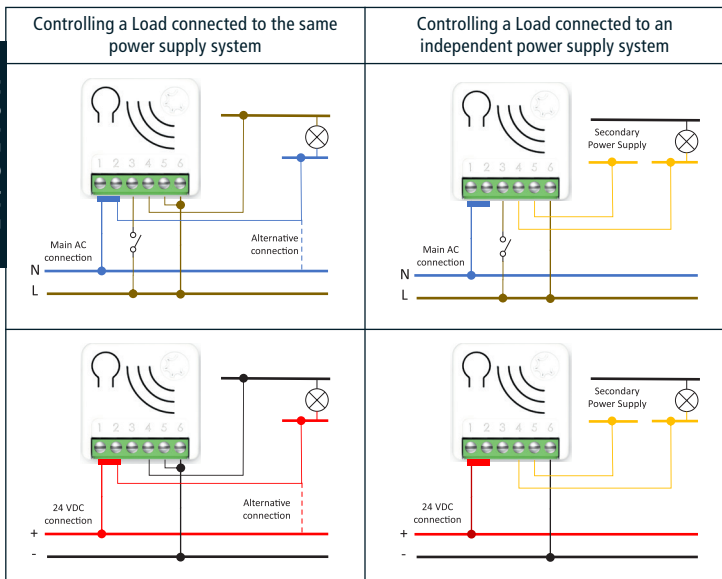 Controlling a Load connected to the same
power supply system
Controlling a Load connected to an
independent power supply system
1 2 3 4 5 6
Main AC
connection
Alternative
connection
N
L
1 2 3 4 5 6
Secondary
Power Supply
Main AC
connection
N
L
1 2 3 4 5 6
24 VDC
connection
Alternative
connection
+
-
1 2 3 4 5 6
Secondary
Power Supply
24 VDC
connection
+
-